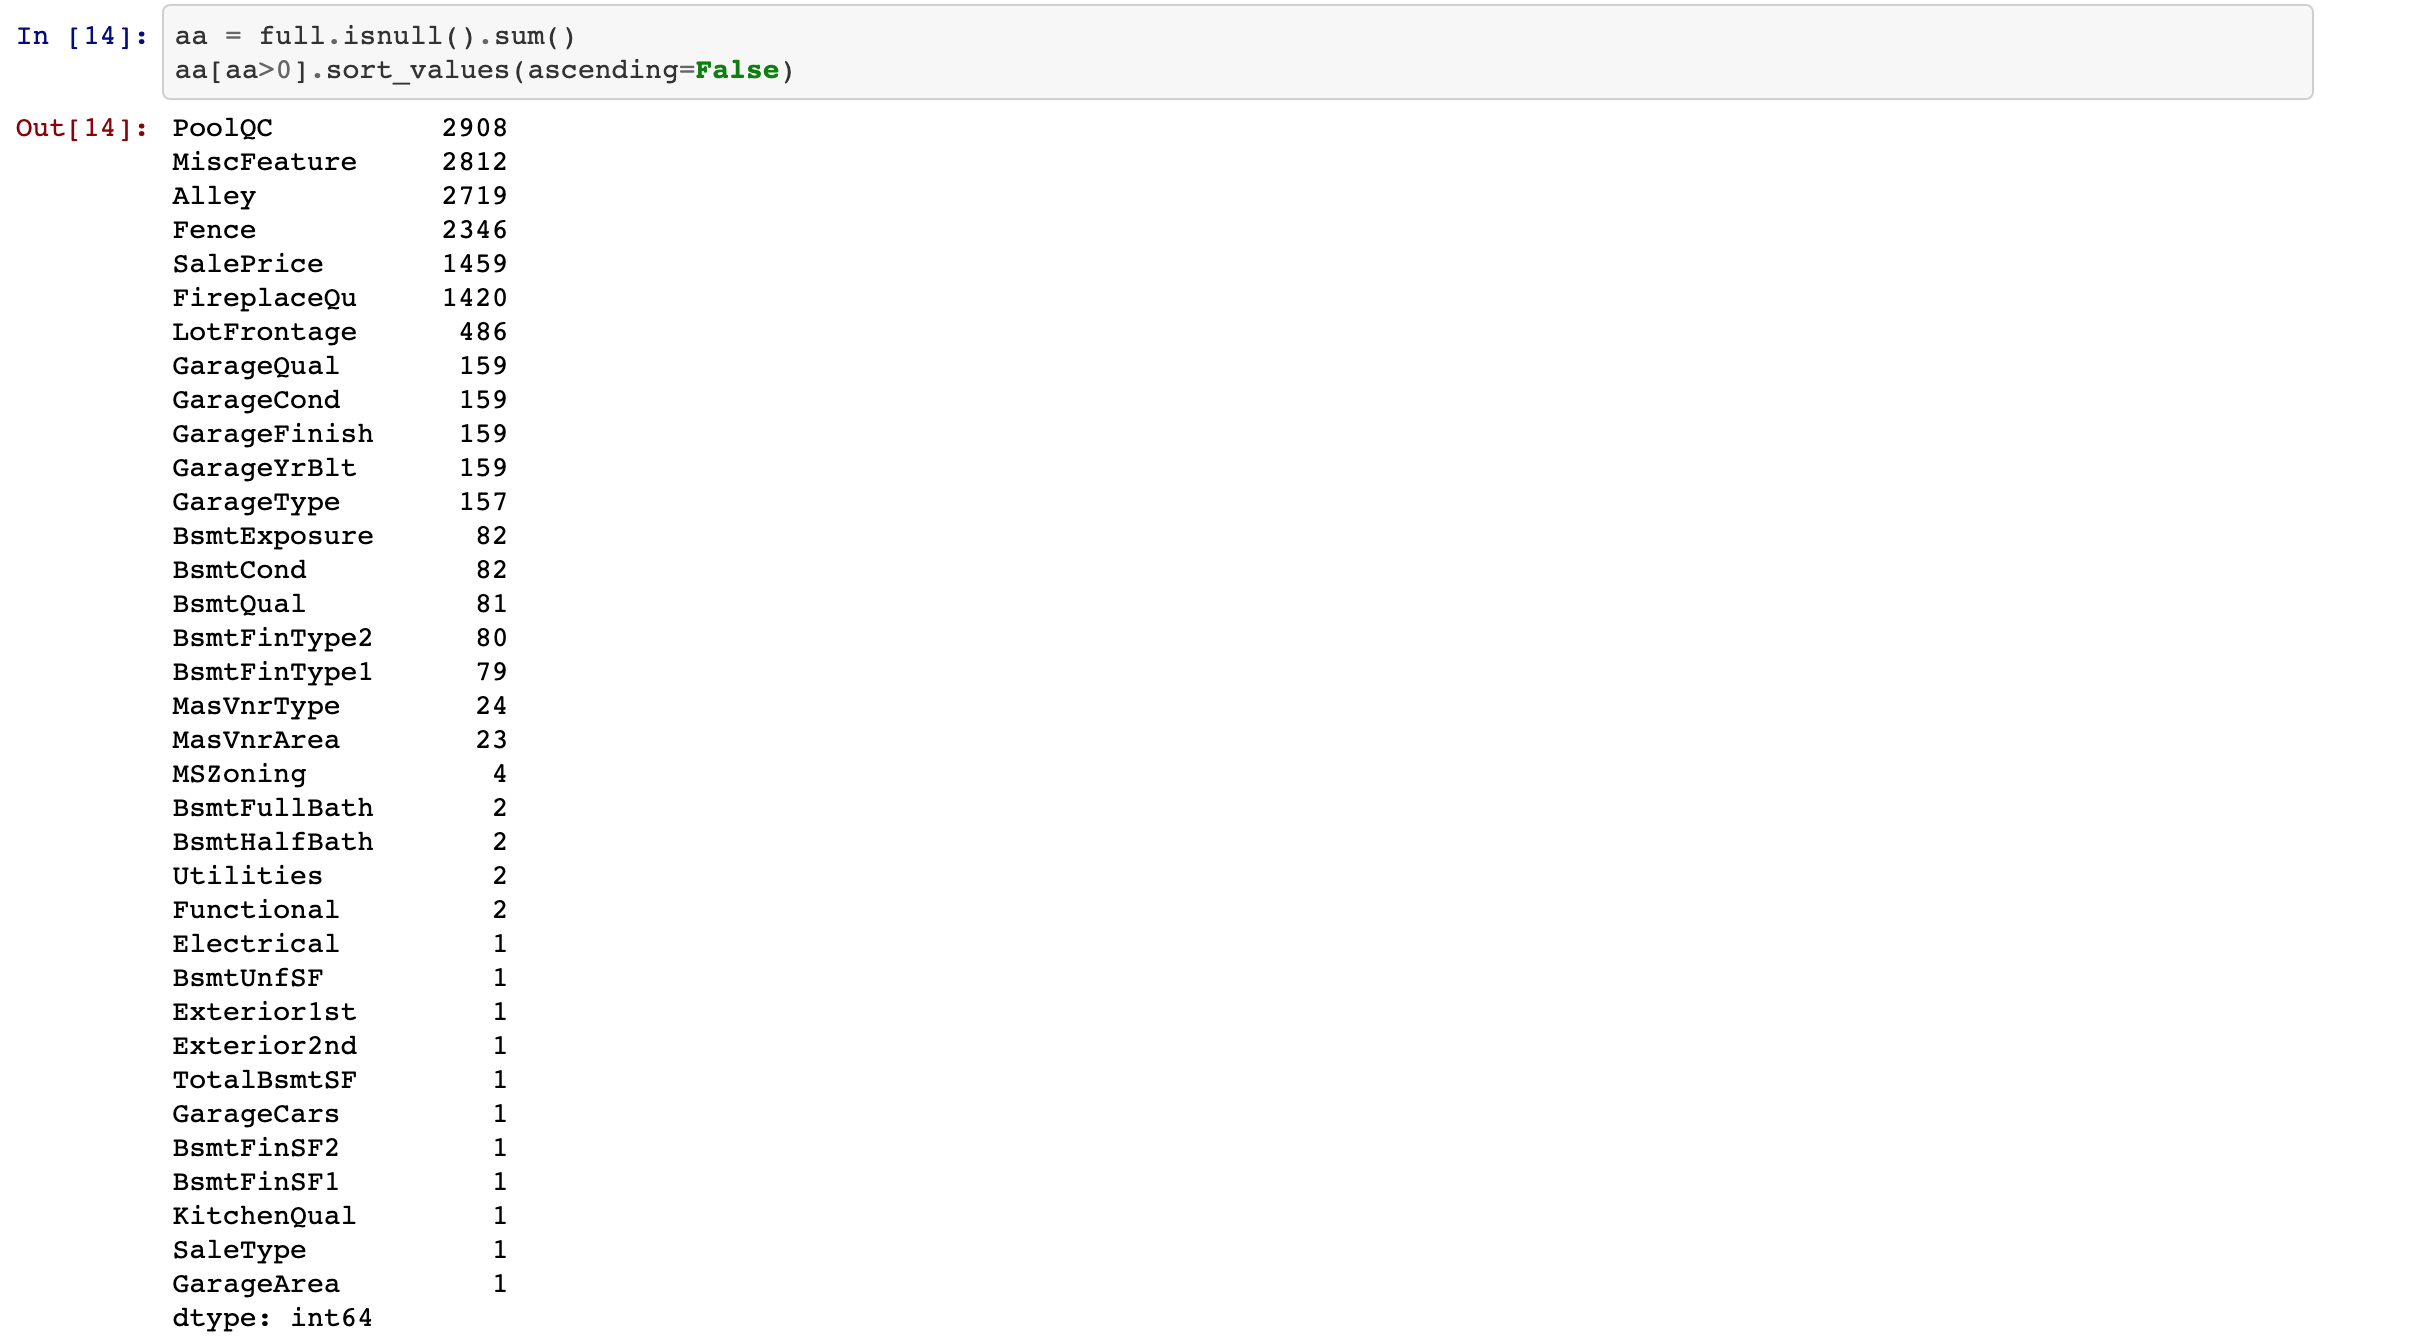 In [14]: aa = full.isnull().sum()
aa[aa>0].sort_values(ascending=False)
Out[14]: PoolQC 2908
MiscFeature 2812
Alley 2719
Fence 2346
SalePrice 1459
FireplaceQu 1420
LotFrontage 486
GarageQual 159
GarageCond 159
GarageFinish 159
GarageYrBlt 159
GarageType 157
BsmtExposure 82
BsmtCond 82
BsmtQual 81
BsmtFinType2 80
BsmtFinType1 79
MasVnrType 24
MasVnrArea 23
MSZoning 4
BsmtFullBath 2
BsmtHalfBath 2
Utilities 2
Functional 2
Electrical 1
BsmtUnfSF 1
Exterior1st 1
Exterior2nd 1
TotalBsmtSF 1
GarageCars 1
BsmtFinSF2 1
BsmtFinSF1 1
KitchenQual 1
SaleType 1
GarageArea 1
dtype: int64